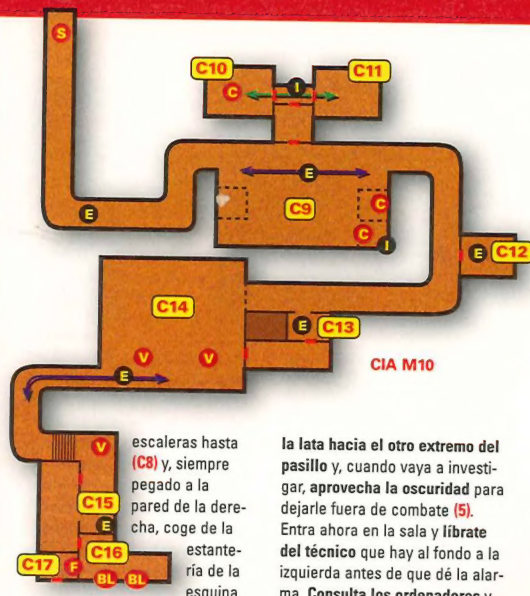 S
C10
C11
I
C
E
C
E
C9
C
I
E
C12
C14
E
C13
CIA M10
V
V
E
V
C15
E
C16
C17
F
BL
BL
escaleras hasta
(C8) y, siempre
pegado a la
pared de la dere-
cha, coge de la
estante-
ría de la
esquina
la lata hacia el otro extremo del
pasillo y, cuando vaya a investi-
gar, aprovecha la oscuridad para
dejarle fuera de combate (5).
Entra ahora en la sala y líbrate
del técnico que hay al fondo a la
izquierda antes de que dé la alar-
ma. Consulta los ordenadores y